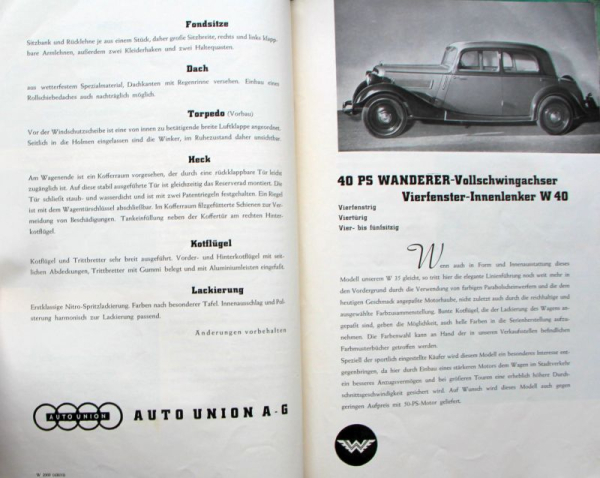 Fondsitze
Sitzbank und Rücklehne je aus einem Stück, daher große Sitzbreite, rechts und links klapp-
bare Armlehnen, außerdem zwei Kleiderhaken und zwei Haltequasten.
Dach
aus wetterfestem Spezialmaterial, Dachkanten mit Regenrinne versehen. Einbau eines
Rollschiebedaches auch nachträglich möglich.
Torpedo (Vorbau)
Vor der Windschutzscheibe ist eine von innen zu betätigende breite Luftklappe angeordnet.
Seitlich in die Holmen eingelassen sind die Winker, im Ruhezustand daher unsichtbar
Heck
Am Wagenende ist ein Kofferraum vorgesehen, der durch eine rückklappbare Tür leicht
zugänglich ist. Auf diese stabil ausgeführte Tür ist gleichzeitig das Reserverad montiert. Die
Tür schließt staub- und wasserdicht und ist mit zwei Patentriegeln festgehalten. Ein Riegel
ist mit dem Wagentürschlüssel abschließbar. Im Kofferraum filzgefütterte Schienen zur Ver-
meidung von Beschädigungen. Tankeinfüllung neben der Koffertür am rechten Hinter-
kotflügel.
Kotflügel
Kotflügel und Trittbretter sehr breit ausgeführt. Vorder- und Hinterkotflügel mit seit-
lichen Abdeckungen, Trittbretter mit Gummi belegt und mit Aluminiumleisten eingefaßt.
Lackierung
Erstklassige Nitro-Spritzlackierung. Farben nach besonderer Tafel. Innenausschlag und Pol-
sterung harmonisch zur Lackierung passend.
Änderungen vorbehalten
AUTO UNION
AUTO UNION A-G
40 PS WANDERER-Vollschwingachser
Vierfenster-Innenlenker W 40
Vierfenstrig
Viertürig
Vier- bis fünfsitzig
Wenn auch in Form und Innenausstattung dieses
Modell unserem W 35 gleicht, so tritt hier die elegante Linienführung noch weit mehr in
den Vordergrund durch die Verwendung von farbigen Parabolscheinwerfern und die dem
heutigen Geschmack angepaßte Motorhaube, nicht zuletzt auch durch die reichhaltige und
ausgewählte Farbzusammenstellung. Bunte Kotflügel, die der Lackierung des Wagens an-
gepaßt sind, geben die Möglichkeit, auch helle Farben in die Serienherstellung aufzu-
nehmen. Die Farbenwahl kann an Hand der in unseren Verkaufsstellen befindlichen
Farbmusterbücher getroffen werden.
Speziell der sportlich eingestellte Käufer wird diesem Modell ein besonderes Interesse ent-
gegenbringen, da hier durch Einbau eines stärkeren Motors dem Wagen im Stadtverkehr
ein besseres Anzugsvermögen und bei größeren Touren eine erheblich höhere Durch-
schnittsgeschwindigkeit gesichert wird. Auf Wunsch wird dieses Modell auch gegen
geringen Aufpreis mit 50-PS-Motor geliefert.
W